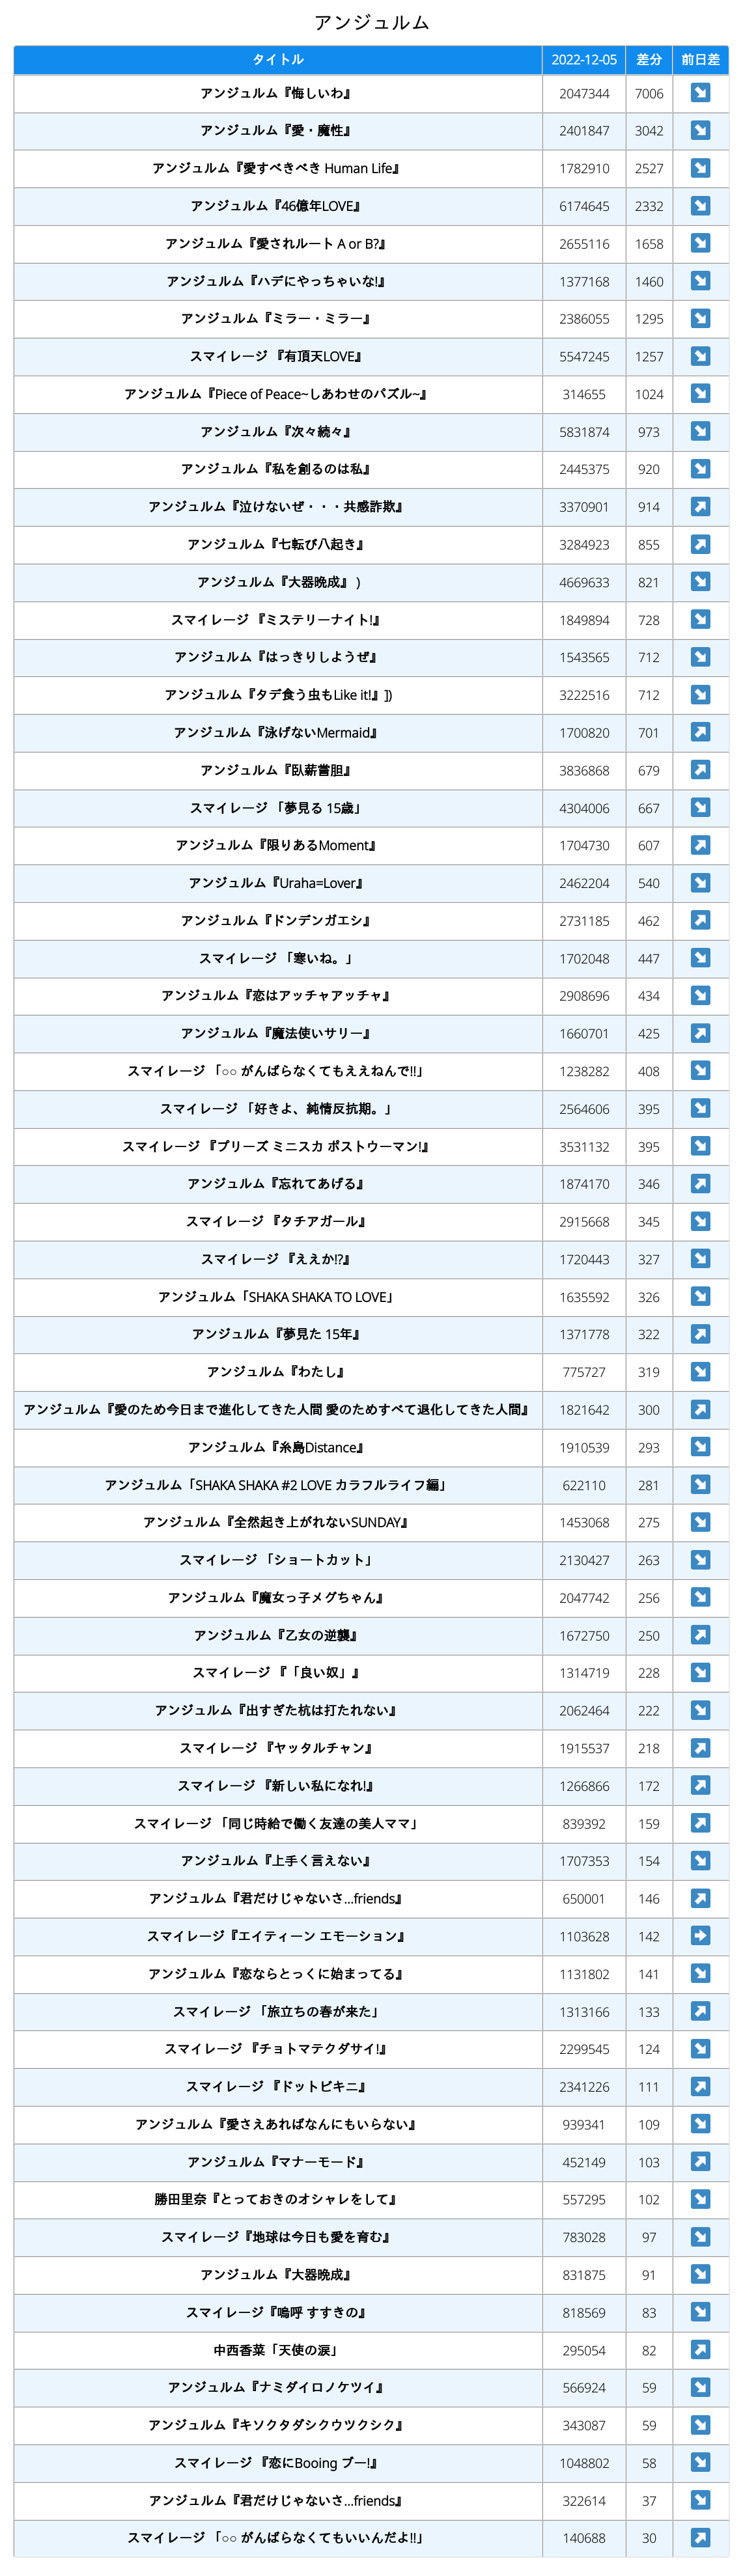 アンジュルム
タイトル 2022-12-05 差分 前日差
アンジュルム『悔しいわ』 2047344 7006 ↘
アンジュルム『愛・魔性』 2401847 3042 ↘
アンジュルム『愛すべきべき Human Life』 1782910 2527 ↘
アンジュルム『46億年LOVE』 6174645 2332 ↘
アンジュルム『愛されルート A or B?』 2655116 1658 ↘
アンジュルム『ハデにやっちゃいな!』 1377168 1460 ↘
アンジュルム『ミラー・ミラー』 2386055 1295 ↘
スマイレージ 『有頂天LOVE』 5547245 1257 ↘
アンジュルム『Piece of Peace~しあわせのパズル~』 314655 1024 ↘
アンジュルム『次々続々』 5831874 973 ↘
アンジュルム『私を創るのは私』 2445375 920 ↘
アンジュルム『泣けないぜ・・・共感詐欺』 3370901 914 ↗
アンジュルム『七転び八起き』 3284923 855 ↗
アンジュルム『大器晩成』 ) 4669633 821 ↘
スマイレージ 『ミステリーナイト!』 1849894 728 ↘
アンジュルム『はっきりしようぜ』 1543565 712 ↘
アンジュルム『タデ食う虫もLike it!』]) 3222516 712 ↘
アンジュルム『泳げないMermaid』 1700820 701 ↗
アンジュルム『臥薪嘗胆』 3836868 679 ↗
スマイレージ 「夢見る 15歳」 4304006 667 ↘
アンジュルム『限りあるMoment』 1704730 607 ↗
アンジュルム『Uraha=Lover』 2462204 540 ↘
アンジュルム『ドンデンガエシ』 2731185 462 ↗
スマイレージ 「寒いね。」 1702048 447 ↘
アンジュルム『恋はアッチャアッチャ』 2908696 434 ↘
アンジュルム『魔法使いサリー』 1660701 425 ↗
スマイレージ 「○○ がんばらなくてもええねんで!!」 1238282 408 ↘
スマイレージ 「好きよ、純情反抗期。」 2564606 395 ↘
スマイレージ 『プリーズ ミニスカ ポストウーマン!』 3531132 395 ↘
アンジュルム『忘れてあげる』 1874170 346 ↗
スマイレージ 『タチアガール』 2915668 345 ↘
スマイレージ 『ええか!?』 1720443 327 ↘
アンジュルム「SHAKA SHAKA TO LOVE」 1635592 326 ↘
アンジュルム『夢見た 15年』 1371778 322 ↗
アンジュルム『わたし』 775727 319 ↘
アンジュルム『愛のため今日まで進化してきた人間 愛のためすべて退化してきた人間』 1821642 300 ↗
アンジュルム『糸島Distance』 1910539 293 ↘
アンジュルム「SHAKA SHAKA #2 LOVE カラフルライフ編」 622110 281 ↘
アンジュルム『全然起き上がれないSUNDAY』 1453068 275 ↘
スマイレージ 「ショートカット」 2130427 263 ↘
アンジュルム『魔女っ子メグちゃん』 2047742 256 ↘
アンジュルム『乙女の逆襲』 1672750 250 ↗
スマイレージ 『「良い奴」』 1314719 228 ↘
アンジュルム『出すぎた杭は打たれない』 2062464 222 ↘
スマイレージ 『ヤッタルチャン』 1915537 218 ↗
スマイレージ 『新しい私になれ!』 1266866 172 ↗
スマイレージ 「同じ時給で働く友達の美人ママ」 839392 159 ↗
アンジュルム『上手く言えない』 1707353 154 ↘
アンジュルム『君だけじゃないさ...friends』 650001 146 ↗
スマイレージ『エイティーン エモーション』 1103628 142 ➡
アンジュルム『恋ならとっくに始まってる』 1131802 141 ↘
スマイレージ 「旅立ちの春が来た」 1313166 133 ↗
スマイレージ 『チョトマテクダサイ!』 2299545 124 ↘
スマイレージ 『ドットビキニ』 2341226 111 ↗
アンジュルム『愛さえあればなんにもいらない』 939341 109 ↘
アンジュルム『マナーモード』 452149 103 ↗
勝田里奈『とっておきのオシャレをして』 557295 102 ↘
スマイレージ『地球は今日も愛を育む』 783028 97 ↘
アンジュルム『大器晩成』 831875 91 ↘
スマイレージ『嗚呼 すすきの』 818569 83 ↘
中西香菜「天使の涙」 295054 82 ↗
アンジュルム『ナミダイロノケツイ』 566924 59 ↘
アンジュルム『キソクタダシクウツクシク』 343087 59 ↘
スマイレージ 『恋にBooing ブー!』 1048802 58 ↘
アンジュルム『君だけじゃないさ...friends』 322614 37 ↘
スマイレージ 「○○ がんばらなくてもいいんだよ!!」 140688 30 ↗